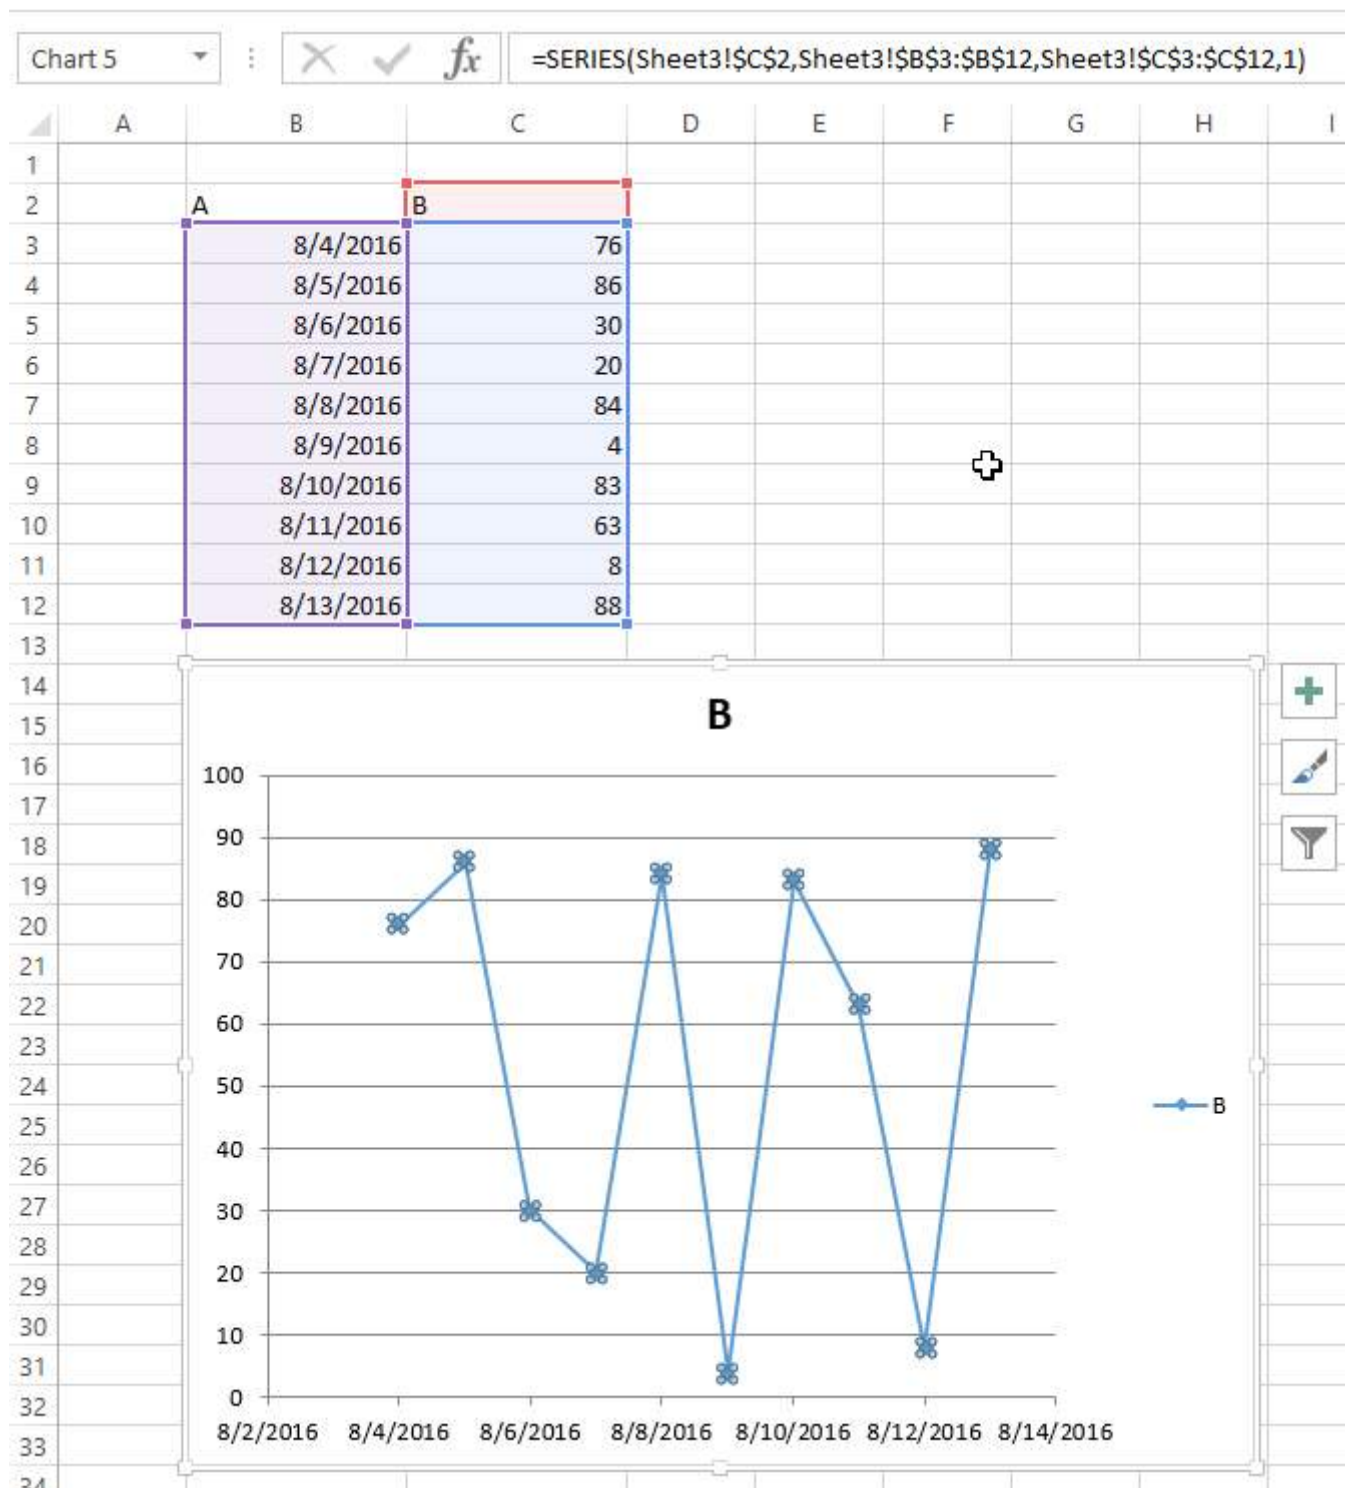 Chart 5 fx =SERIES(Sheet3!$C$2,Sheet3!$B$3:$B$12,Sheet3!$C$3:$C$12,1)
A B C D E F G H I
1
2 A B
3 8/4/2016 76
4 8/5/2016 86
5 8/6/2016 30
6 8/7/2016 20
7 8/8/2016 84
8 8/9/2016 4
9 8/10/2016 83
10 8/11/2016 63
11 8/12/2016 8
12 8/13/2016 88
13
14
15 B
16 100
17
18 90
19
20 80
21 70
22
23 60
24 50
25 B
26 40
27 30
28
29 20
30 10
31
32 0
33 8/2/2016 8/4/2016 8/6/2016 8/8/2016 8/10/2016 8/12/2016 8/14/2016
34